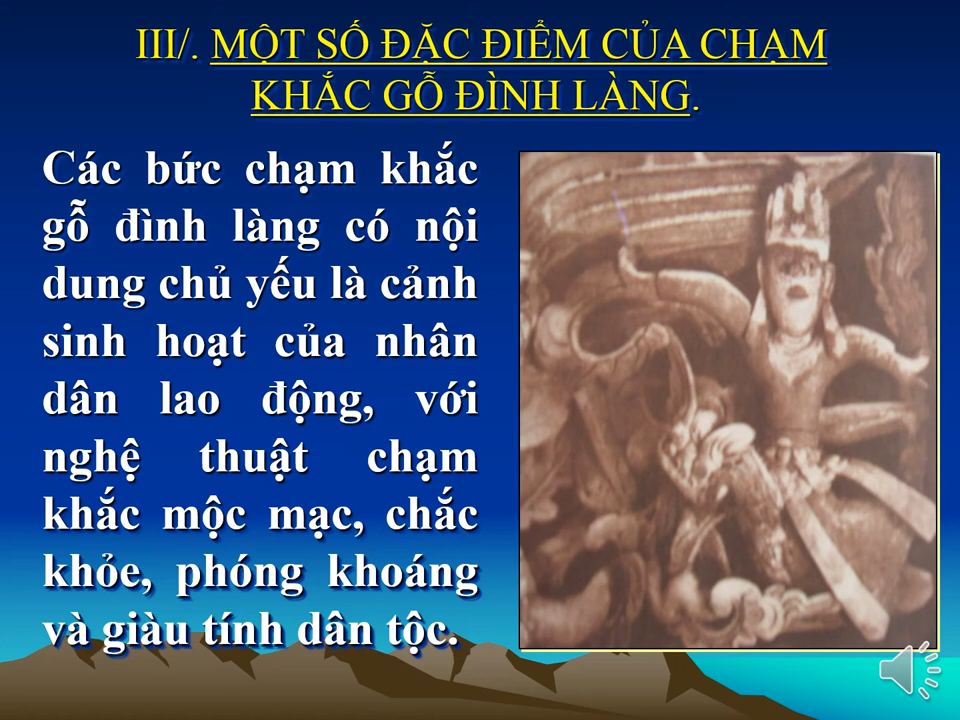 III/. MỘT SỐ ĐẶC ĐIỂM CỦA CHẠM
KHẮC GỖ ĐÌNH LÀNG.
Các bức chạm khắc
gỗ đình làng có nội
dung chủ yếu là cảnh
sinh hoạt của nhân
dân lao động, với
nghệ thuật chạm
khắc mộc mạc, chắc
khỏe, phóng khoáng
và giàu tính dân tộc.